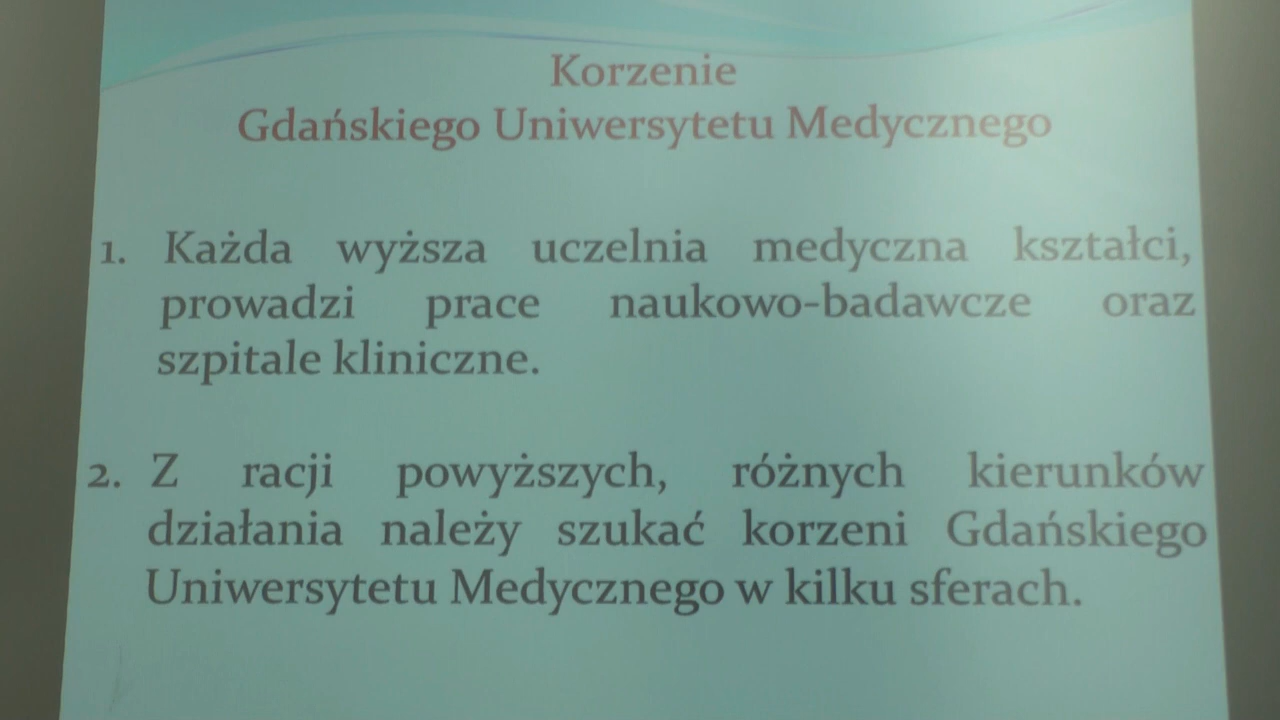 Korzenie
Gdańskiego Uniwersytetu Medycznego
1. Każda wyższa uczelnia medyczna kształci,
prowadzi prace naukowo-badawcze oraz
szpitale kliniczne.
2. Z racji powyższych, różnych kierunków
działania należy szukać korzeni Gdańskiego
Uniwersytetu Medycznego w kilku sferach.